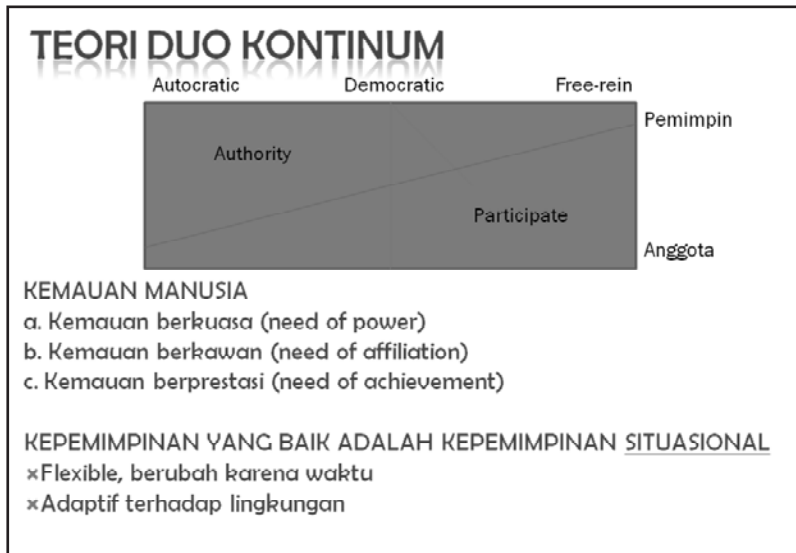 TEORI DUO KONTINUM
Autocratic Democratic Free-rein
Pemimpin
Authority
Participate
Anggota
KEMAUAN MANUSIA
a. Kemauan berkuasa (need of power)
b. Kemauan berkawan (need of affiliation)
c. Kemauan berprestasi (need of achievement)
KEPEMIMPINAN YANG BAIK ADALAH KEPEMIMPINAN SITUASIONAL
×Flexible, berubah karena waktu
×Adaptif terhadap lingkungan